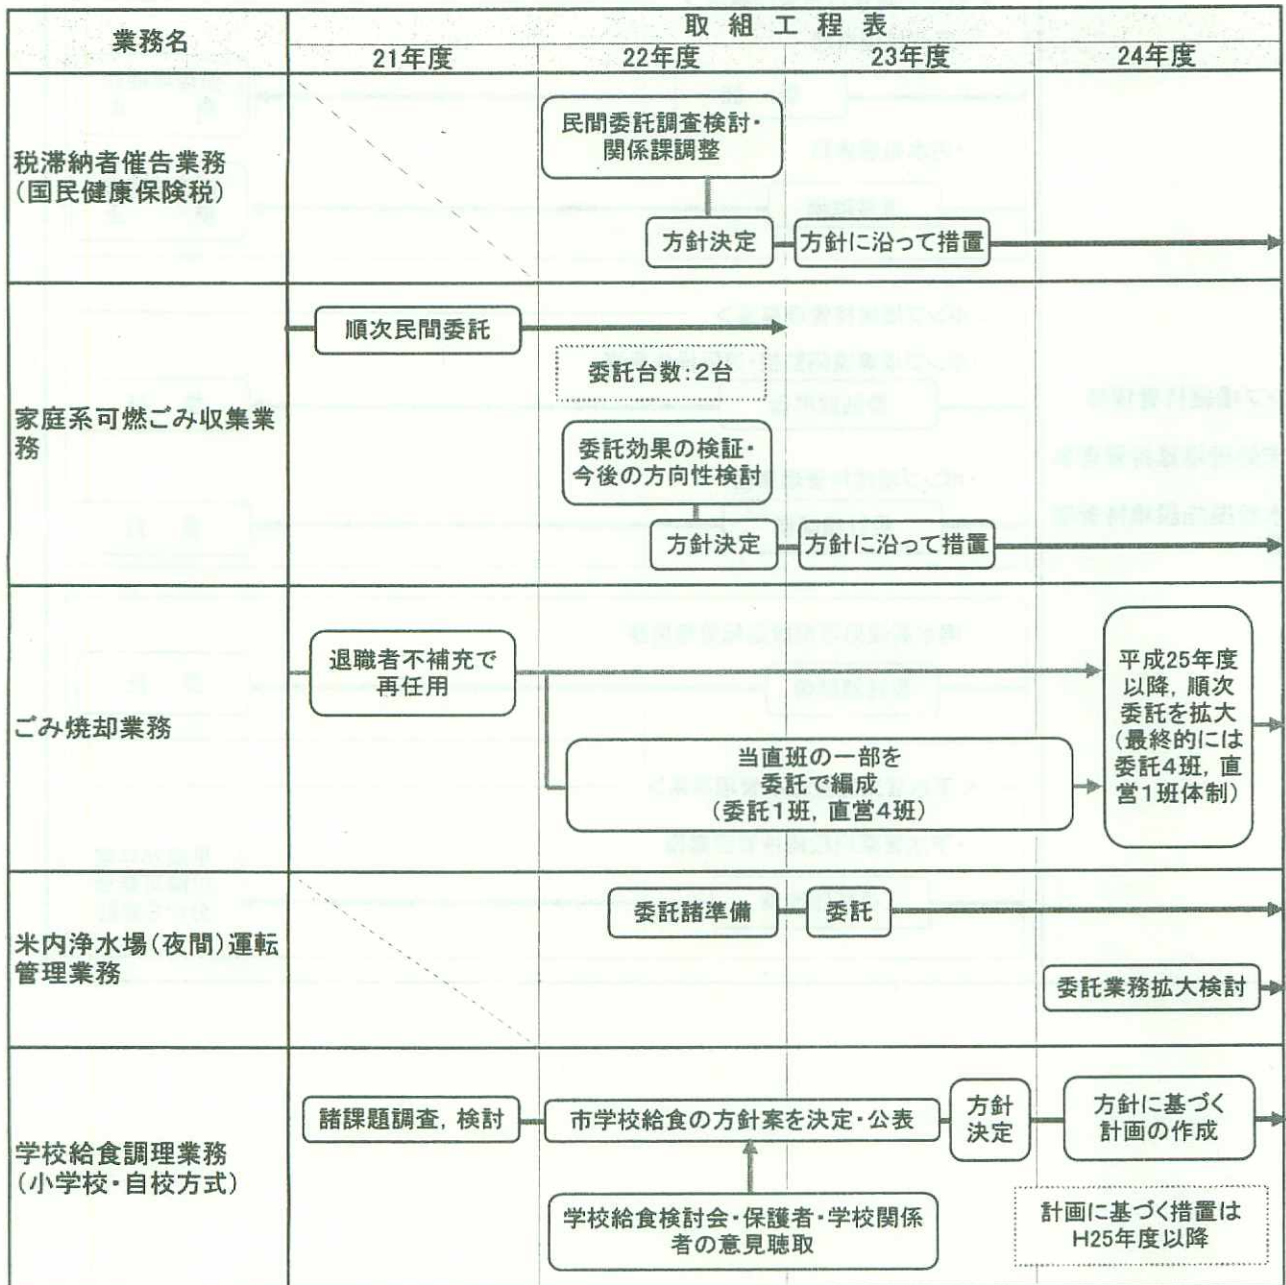 業務名
取組工程表
21年度
22年度
23年度
24年度
税滞納者催告業務
(国民健康保険税)
民間委託調査検討・
関係課調整
方針決定
方針に沿って措置
家庭系可燃ごみ収集業
務
順次民間委託
委託台数:2台
委託効果の検証・
今後の方向性検討
方針決定
方針に沿って措置
ごみ焼却業務
退職者不補充で
再任用
当直班の一部を
委託で編成
(委託1班,直営4班)
平成25年度
以降,順次
委託を拡大
(最終的には
委託4班,直
営1班体制)
米内浄水場(夜間)運転
管理業務
委託諸準備
委託
委託業務拡大検討
学校給食調理業務
(小学校・自校方式)
諸課題調査,検討
市学校給食の方針案を決定・公表
方針
決定
方針に基づく
計画の作成
学校給食検討会・保護者・学校関係
者の意見聴取
計画に基づく措置は
H25年度以降